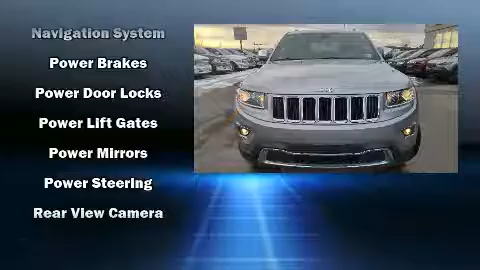 Navigation System
Power Brakes
Power Door Locks
Power Lift Gates
Power Mirrors
Power Steering
Rear View Camera